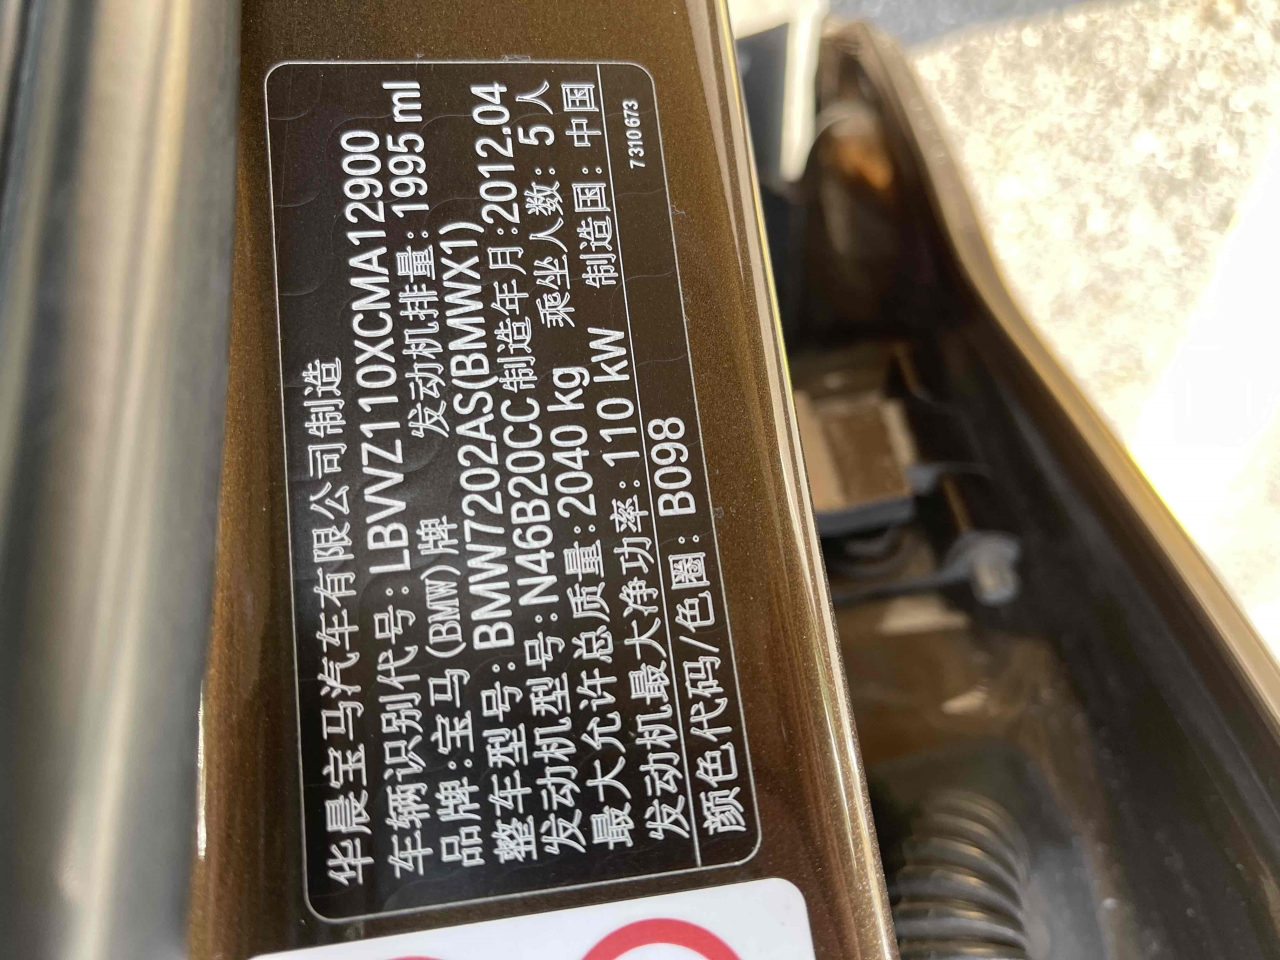 华晨宝马汽车有限公司制造
车辆识别代号:LBVVZ110XCMA12900
品牌:宝马(BMW)牌 发动机排量:1995 ml
整车型号:BMW7202AS(BMWX1)
发动机型号:N46B20CC 制造年月:2012.04
最大允许总质量:2040 kg 乘坐人数:5人
发动机最大净功率:110 kW 制造国:中国
颜色代码/色圈:B098
7310673